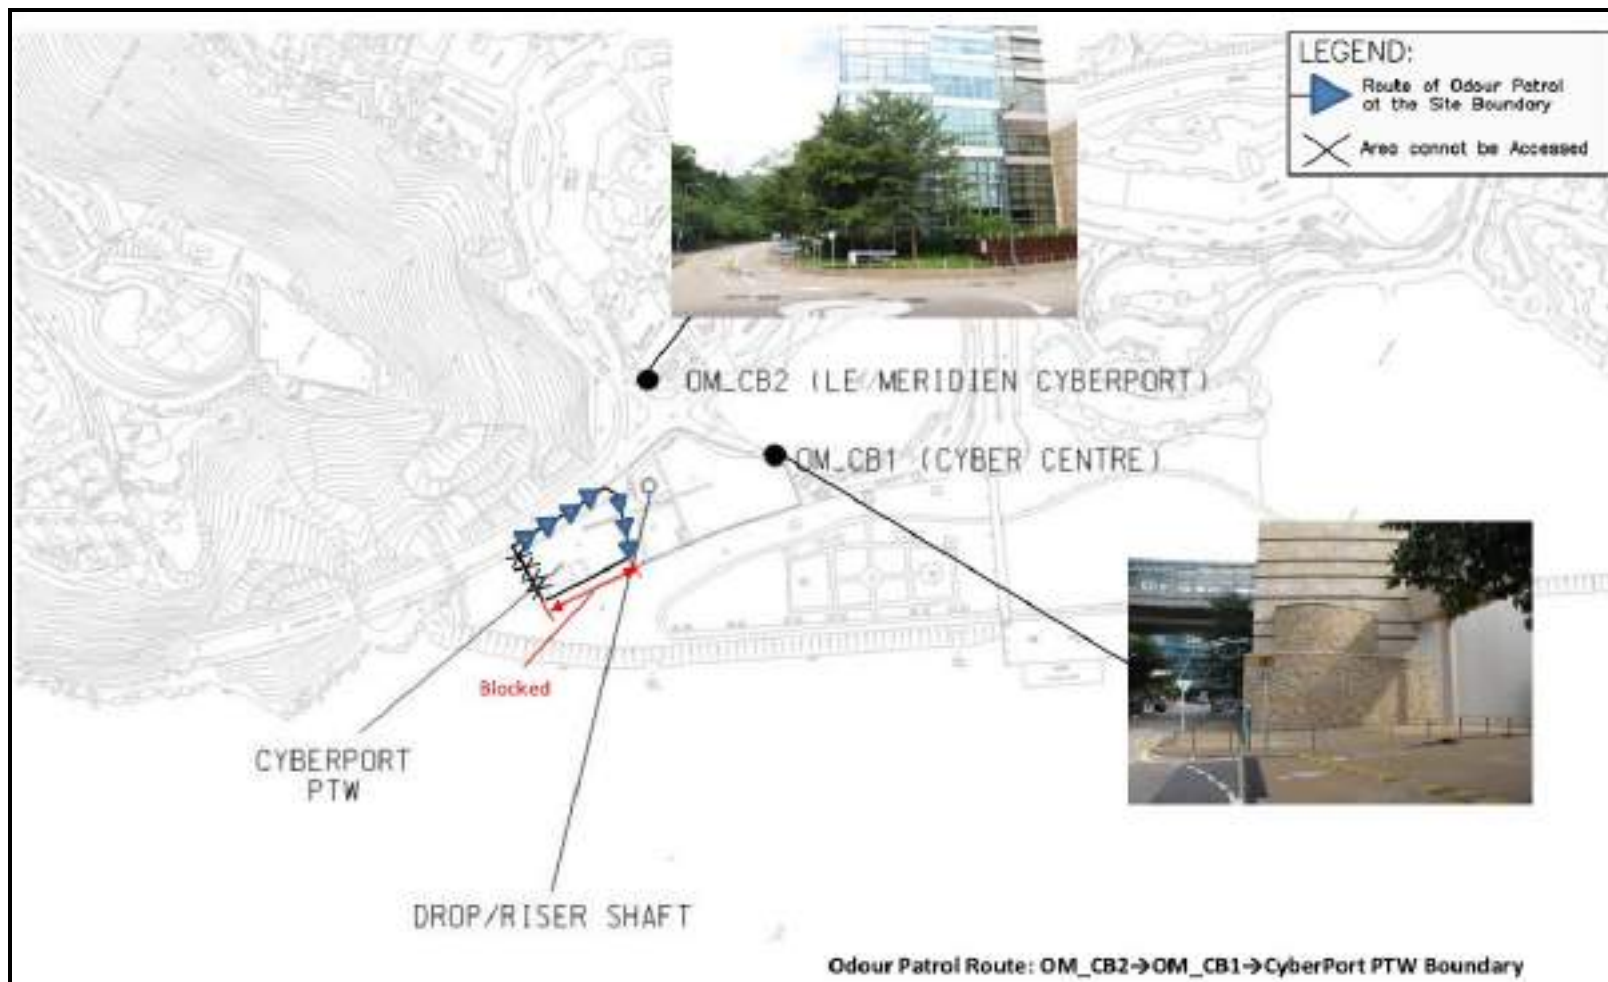 LEGEND:
Route of Odour Patrol
at the Site Boundary
Area cannot be Accessed
OM_CB2 (LE MERIDIEN CYBERPORT)
OM_CB1 (CYBER CENTRE)
Blocked
CYBERPORT
PTW
DROP/RISER SHAFT
Odour Patrol Route: OM_CB2→OM_CB1→CyberPort PTW Boundary